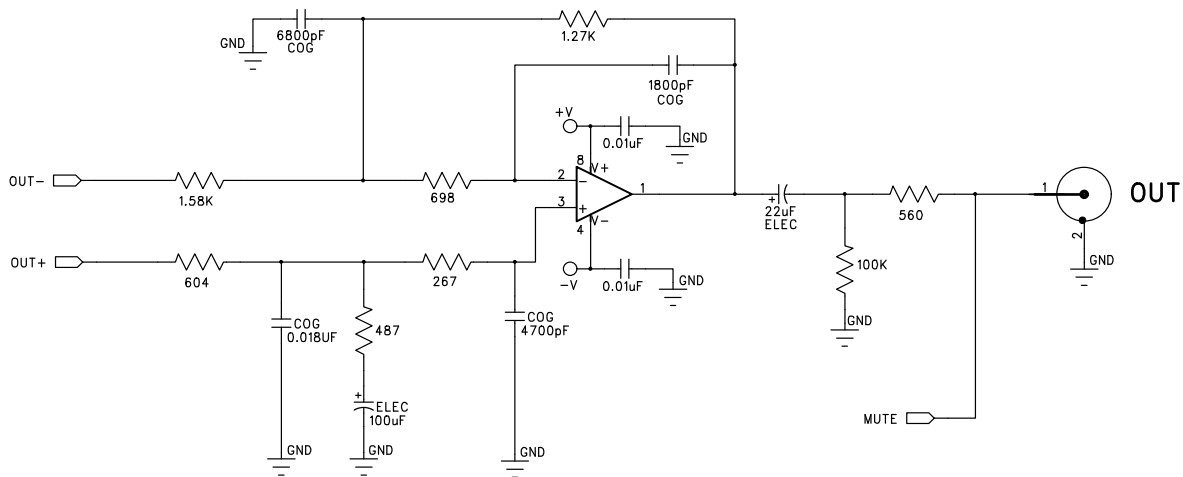 GND
6800pF
COG
1.27K
1800pF
COG
+V
0.01uF
GND
8
V+
OUT-
1.58K
698
2
-
1
3
+
4
V-
22uF
+
ELEC
560
1
OUT
2
GND
OUT+
604
267
-V
0.01uF
GND
100K
GND
COG
0.018UF
487
COG
4700pF
+
ELEC
100uF
MUTE
GND
GND
GND